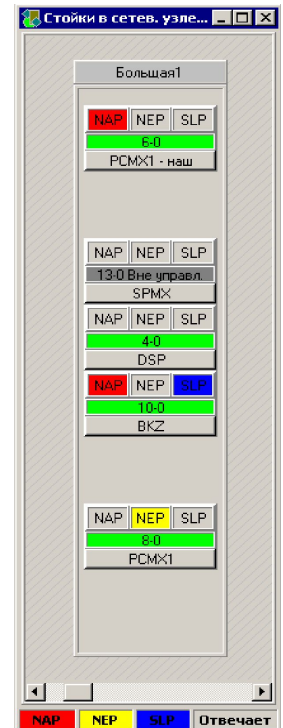 Стойки в сетев. узле...
Большая1
NAP NEP SLP
6-0
PCMX1 - наш
NAP NEP SLP
13-0 Вне управл.
SPMX
NAP NEP SLP
4-0
DSP
NAP NEP SLP
10-0
BKZ
NAP NEP SLP
8-0
PCMX1
NAP NEP SLP Отвечает